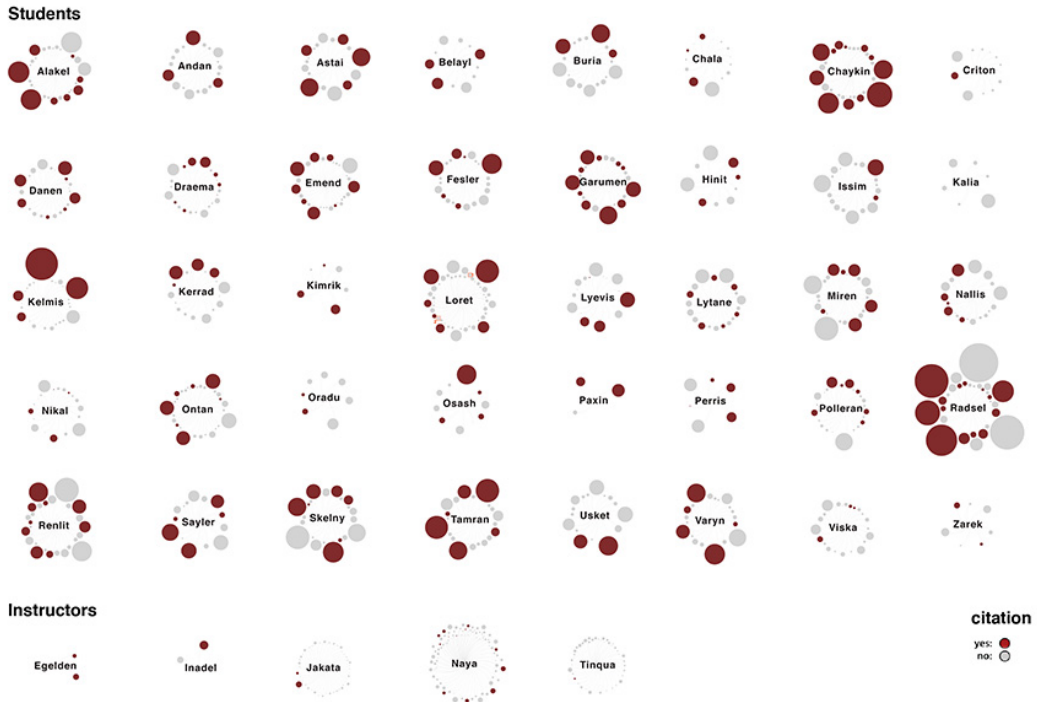 Students
Alakel
Andan
Astai
Belayl
Buria
Chala
Chaykin
Criton
Danen
Draema
Emend
Fesler
Garumen
Hinit
Issim
Kalia
Kelmis
Kerrad
Kimrik
Loret
Lyevis
Lytane
Miren
Nallis
Nikal
Ontan
Oradu
Osash
Paxin
Perris
Polleran
Radsel
Renlit
Sayler
Skelny
Tamran
Usket
Varyn
Viska
Zarek
Instructors
Egelden
Inadel
Jakata
Naya
Tinqua
citation
yes:
no: